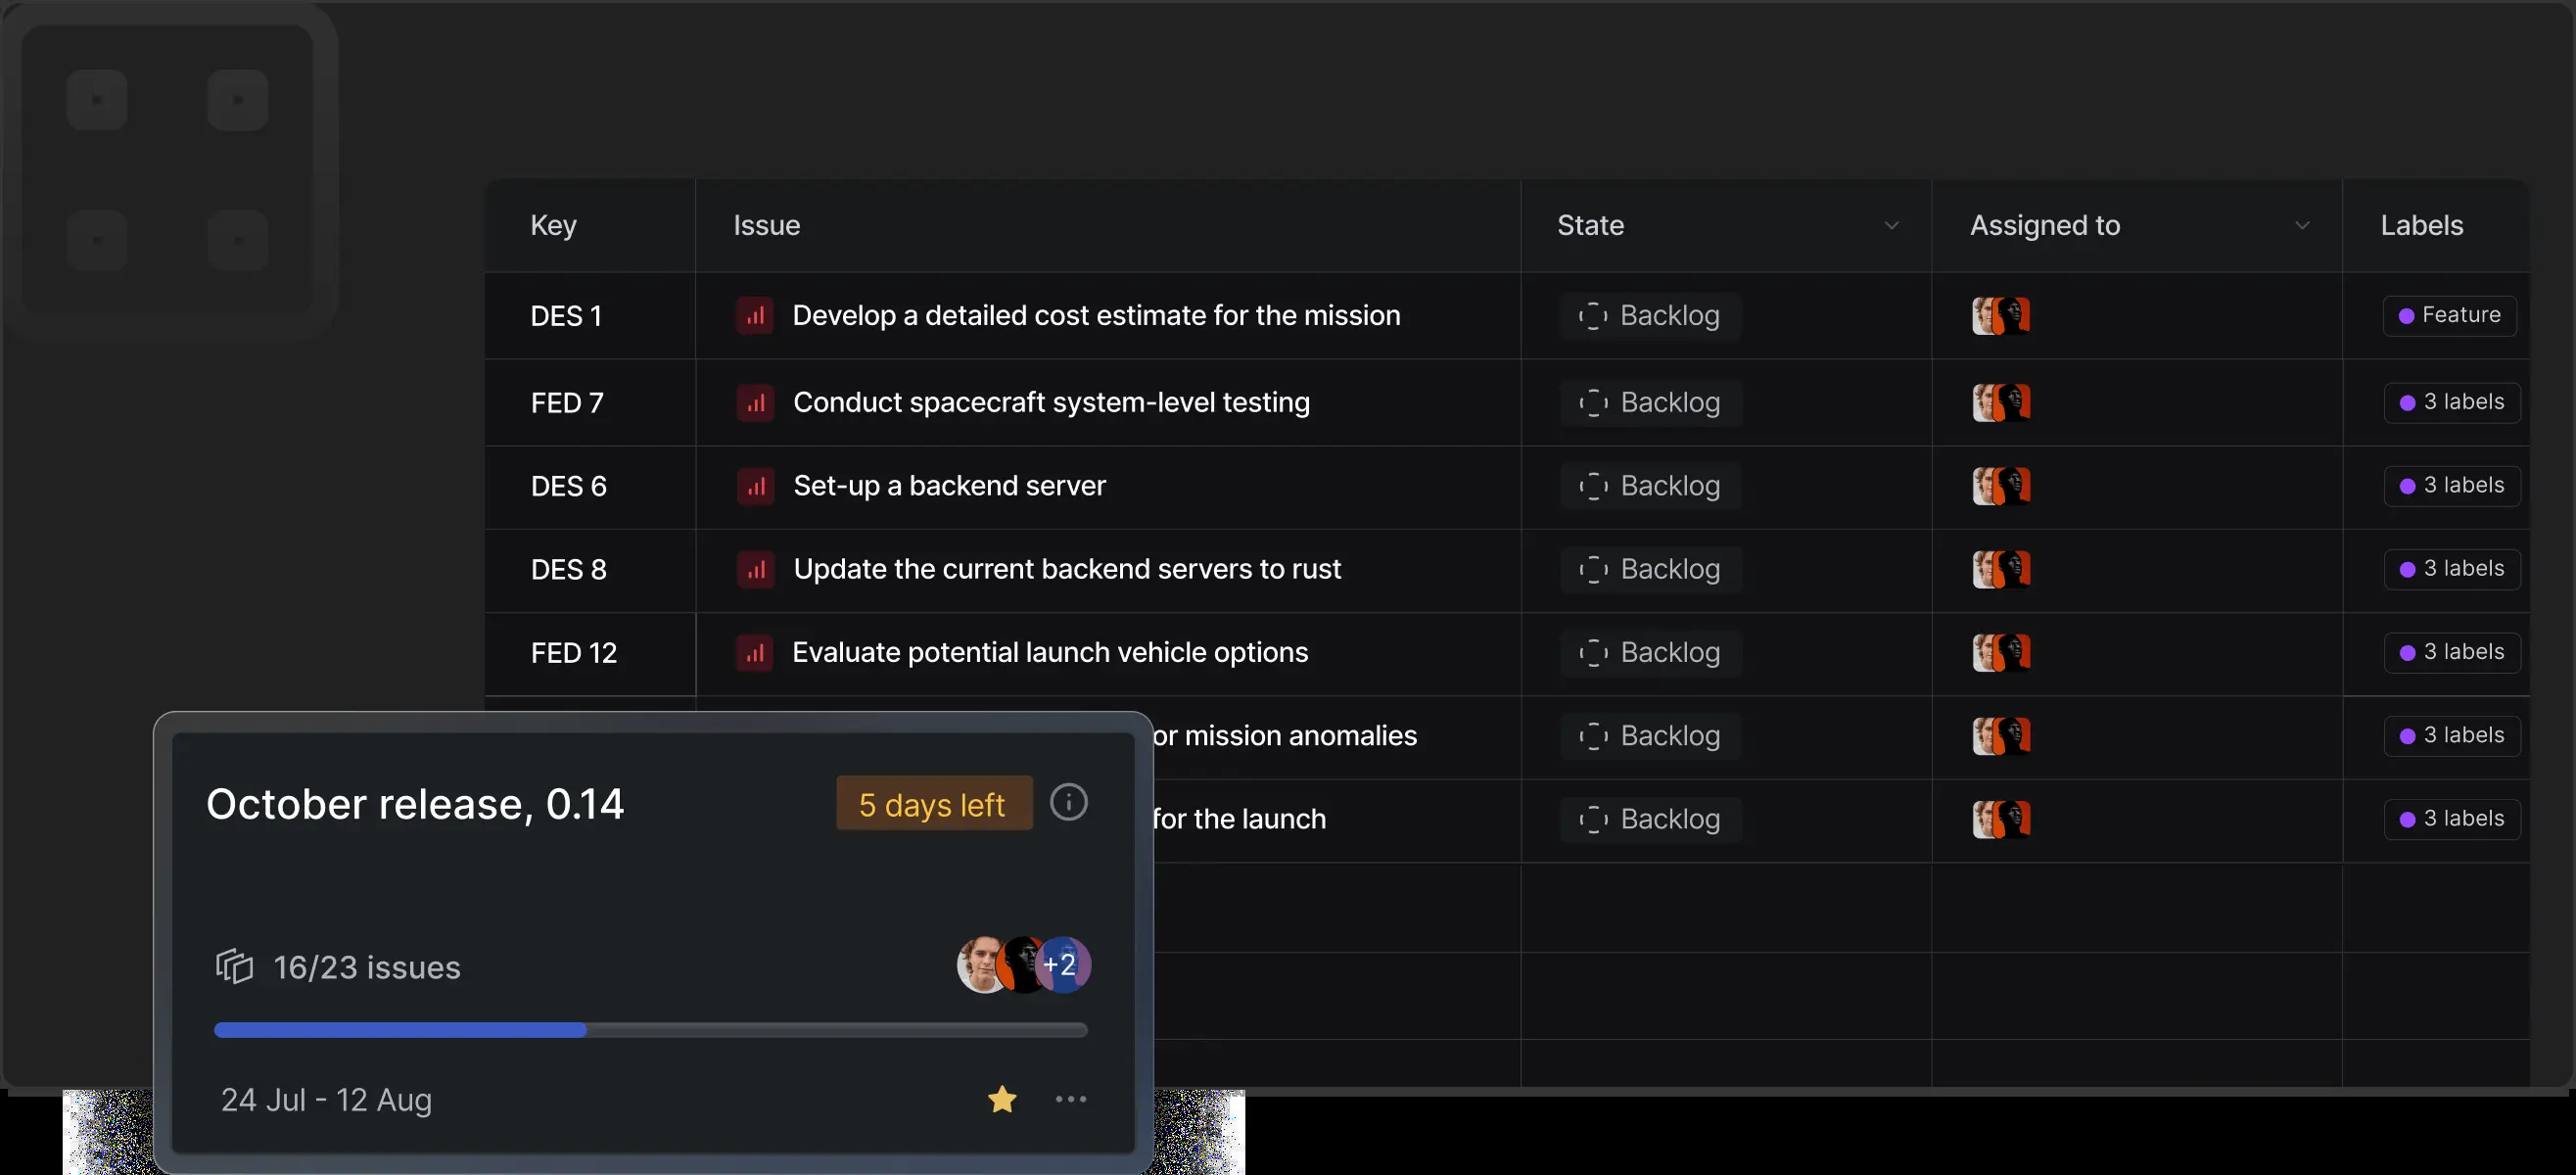 Key Issue State Assigned to Labels
DES 1 Develop a detailed cost estimate for the mission Backlog Feature
FED 7 Conduct spacecraft system-level testing Backlog 3 labels
DES 6 Set-up a backend server Backlog 3 labels
DES 8 Update the current backend servers to rust Backlog 3 labels
FED 12 Evaluate potential launch vehicle options Backlog 3 labels
or mission anomalies Backlog 3 labels
for the launch Backlog 3 labels
October release, 0.14 5 days left
16/23 issues +2
24 Jul - 12 Aug